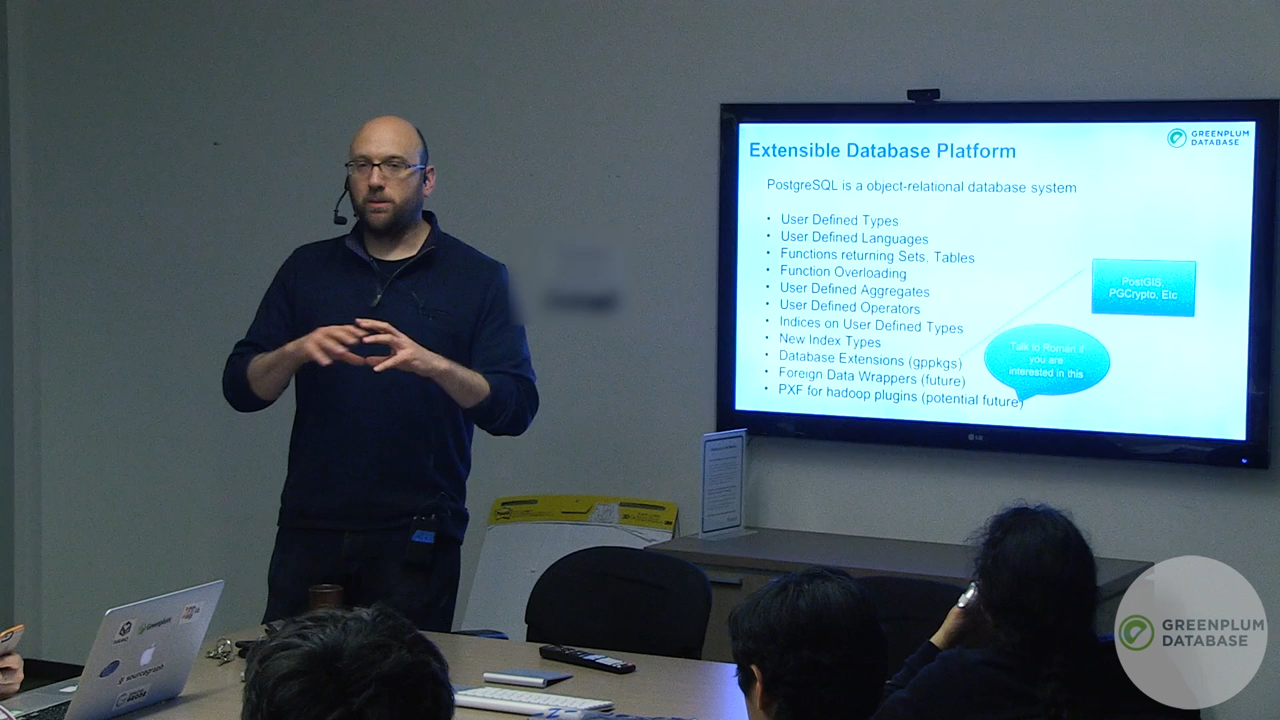 GREENPLUM
DATABASE
Extensible Database Platform
PostgreSQL is a object-relational database system
• User Defined Types
• User Defined Languages
• Functions returning Sets, Tables
• Function Overloading
• User Defined Aggregates
• User Defined Operators
• Indices on User Defined Types
• New Index Types
• Database Extensions (gppkgs)
• Foreign Data Wrappers (future)
• PXF for hadoop plugins (potential future)
PostGIS,
PGCrypto, Etc
Talk to Roman if
you are
interested in this
LG
Greenplum
sourcegraph
GREENPLUM
DATABASE